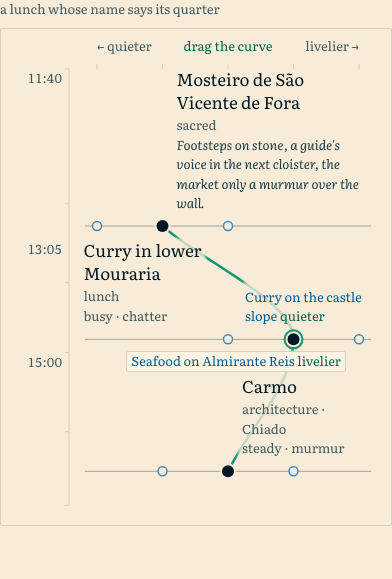 a lunch whose name says its quarter
← quieter drag the curve livelier →
11:40
Mosteiro de São
Vicente de Fora
sacred
Footsteps on stone, a guide's
voice in the next cloister, the
market only a murmur over the
wall.
13:05
Curry in lower
Mouraria
lunch
busy · chatter
Curry on the castle
slope quieter
15:00
Seafood on Almirante Reis livelier
Carmo
architecture ·
Chiado
steady · murmur